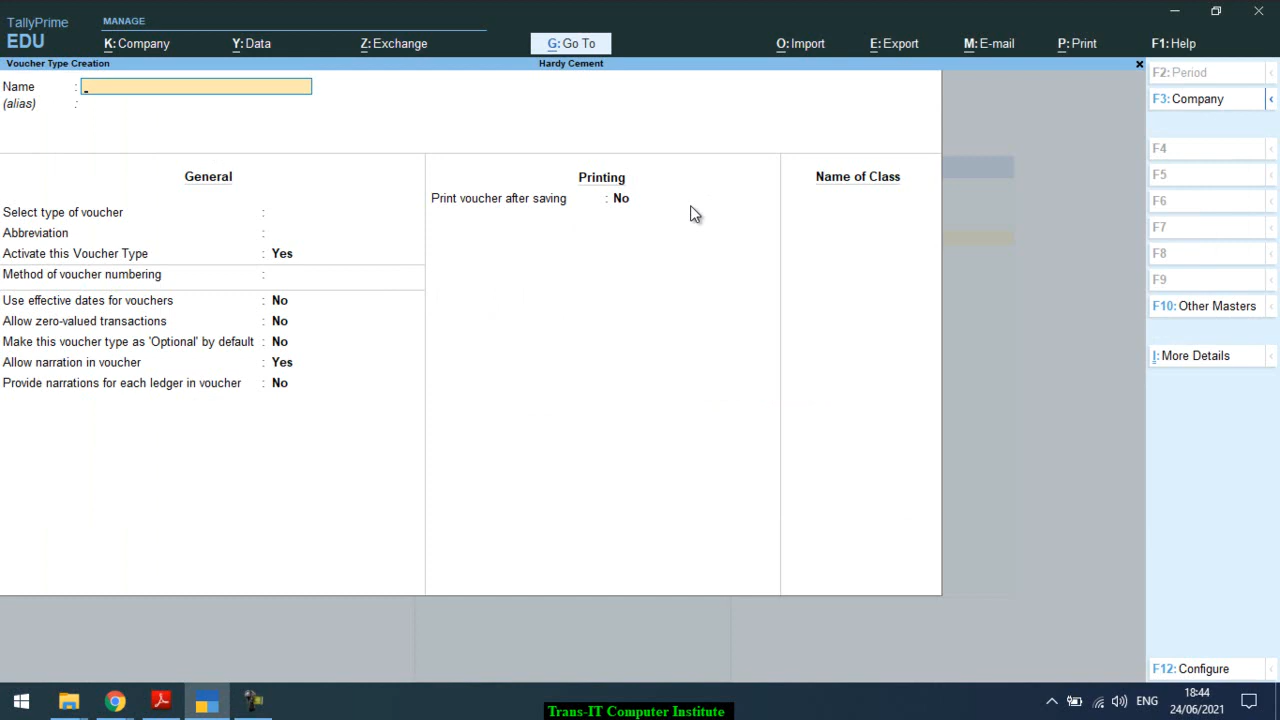 TallyPrime
EDU
MANAGE
K: Company
Y: Data
Z: Exchange
G: Go To
O: Import
E: Export
M: E-mail
P: Print
F1: Help
Voucher Type Creation
Hardy Cement
Name :
(alias) :
General
Select type of voucher :
Abbreviation :
Activate this Voucher Type : Yes
Method of voucher numbering :
Use effective dates for vouchers : No
Allow zero-valued transactions : No
Make this voucher type as 'Optional' by default : No
Allow narration in voucher : Yes
Provide narrations for each ledger in voucher : No
Printing
Print voucher after saving : No
Name of Class
F2: Period
F3: Company
F4
F5
F6
F7
F8
F9
F10: Other Masters
I: More Details
F12: Configure
ENG
18:44
24/06/2021
Trans-IT Computer Institute